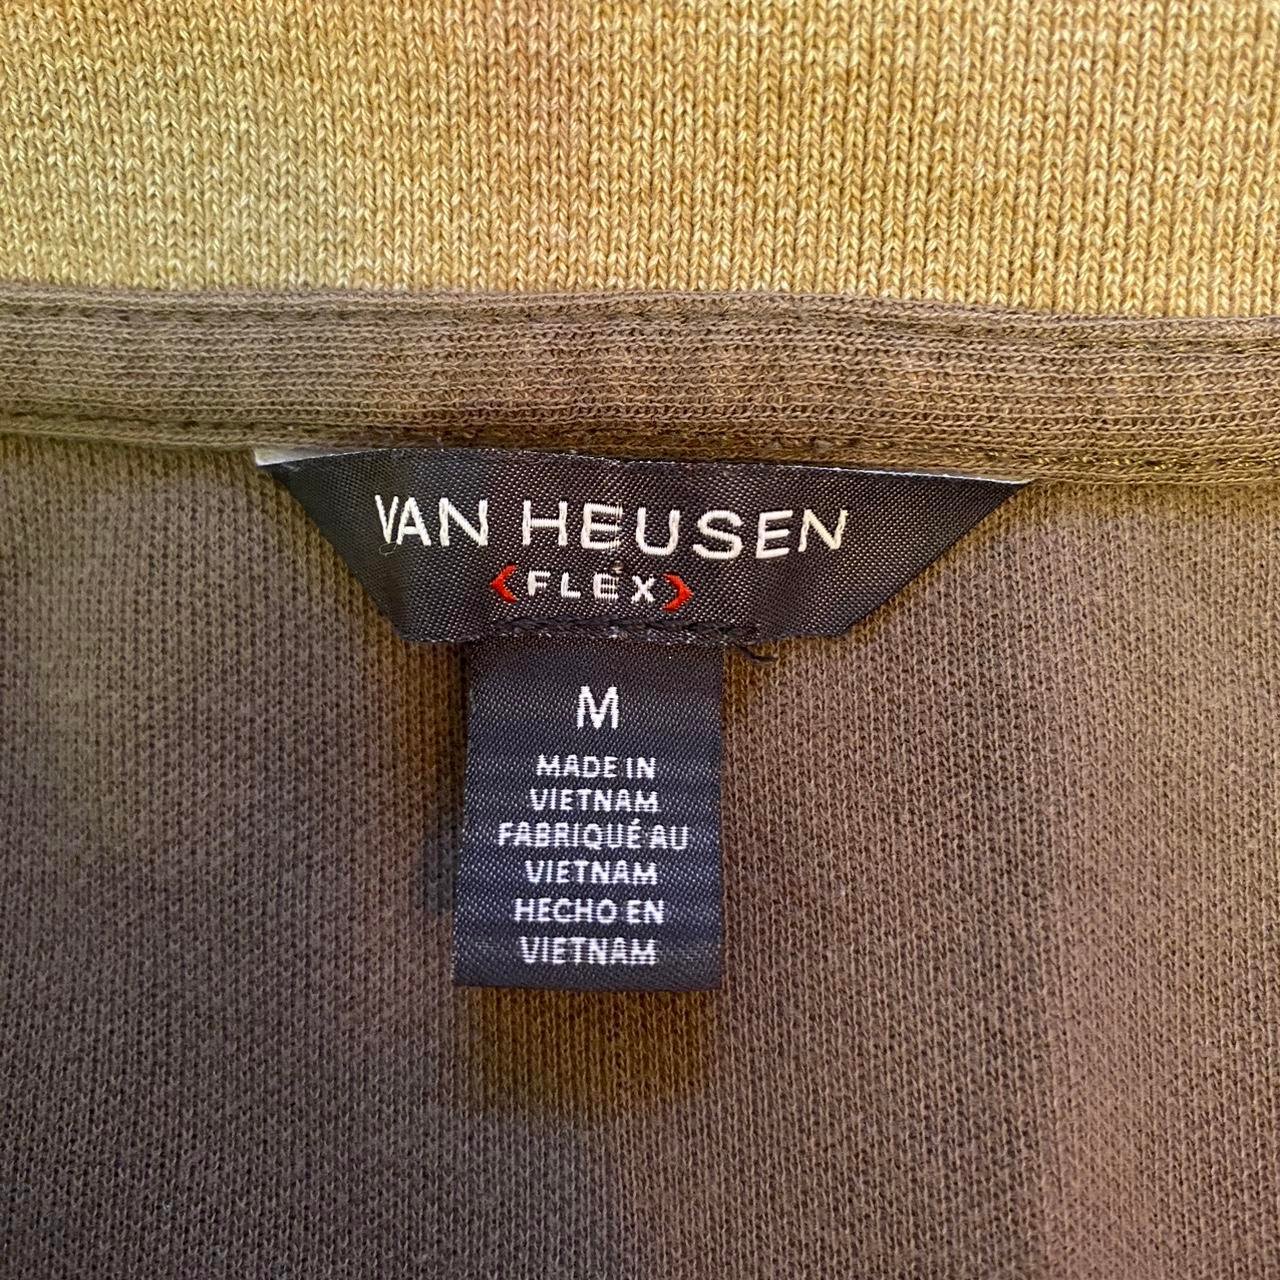 VAN HEUSEN
<FLEX>
M
MADE IN
VIETNAM
FABRIQUÉ AU
VIETNAM
HECHO EN
VIETNAM